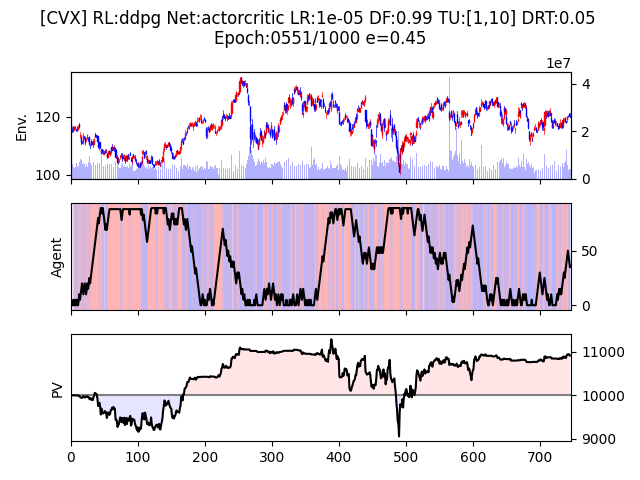 [CVX] RL:ddpg Net:actorcritic LR:1e-05 DF:0.99 TU:[1,10] DRT:0.05
Epoch:0551/1000 e=0.45
1e7
Env.
120
100
4
2
0
Agent
50
0
PV
11000
10000
9000
0 100 200 300 400 500 600 700